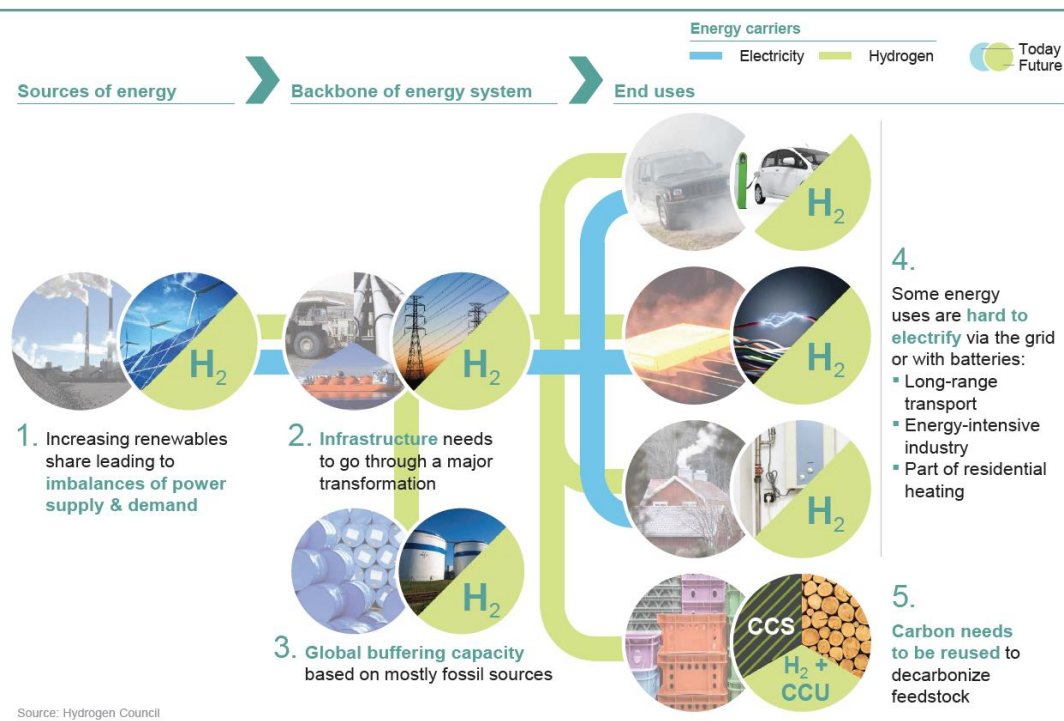 Energy carriers
Electricity
Hydrogen
Today
Future
Sources of energy
Backbone of energy system
End uses
H2
H2
H2
H2
H2
H2
CCS
H2 +
CCU
1. Increasing renewables
share leading to
imbalances of power
supply & demand
2. Infrastructure needs
to go through a major
transformation
3. Global buffering capacity
based on mostly fossil sources
4.
Some energy
uses are hard to
electrify via the grid
or with batteries:
▪ Long-range
transport
▪ Energy-intensive
industry
▪ Part of residential
heating
5.
Carbon needs
to be reused to
decarbonize
feedstock
Source: Hydrogen Council